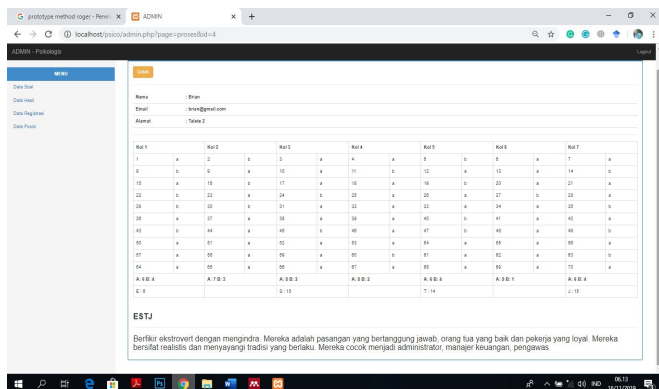 prototype method roger - Penel
ADMIN
localhost/psico/admin.php?page=proses&id=4
ADMIN - Psikologis
Logout
MENU
Data Soal
Data Hasil
Data Registrasi
Data Posisi
Cetak
Nama : Brian
Email : brian@gmail.com
Alamat : Talete 2
Kol 1 Kol 2 Kol 3 Kol 4 Kol 5 Kol 6 Kol 7
1 a 2 b 3 a 4 a 5 b 6 a 7 a
8 b 9 a 10 a 11 b 12 a 13 a 14 b
15 a 16 b 17 a 18 a 19 b 20 a 21 a
22 b 23 a 24 b 25 a 26 a 27 b 28 a
29 b 30 b 31 a 32 a 33 a 34 a 35 b
36 a 37 a 38 a 39 a 40 b 41 a 42 a
43 b 44 a 45 b 46 a 47 b 48 a 49 b
50 a 51 a 52 a 53 a 54 a 55 a 56 a
57 a 58 a 59 a 60 b 61 a 62 a 63 b
64 a 65 a 66 a 67 a 68 a 69 a 70 a
A: 6 B: 4 A: 7 B: 3 A: 8 B: 2 A: 8 B: 2 A: 6 B: 4 A: 9 B: 1 A: 6 B: 4
E : 6 S : 15 T : 14 J : 15
ESTJ
Berfikir ekstrovert dengan mengindra. Mereka adalah pasangan yang bertanggung jawab, orang tua yang baik dan pekerja yang loyal. Mereka
bersifat realistis dan menyayangi tradisi yang berlaku. Mereka cocok menjadi administrator, manajer keuangan, pengawas.
IND
06.13
16/11/2019